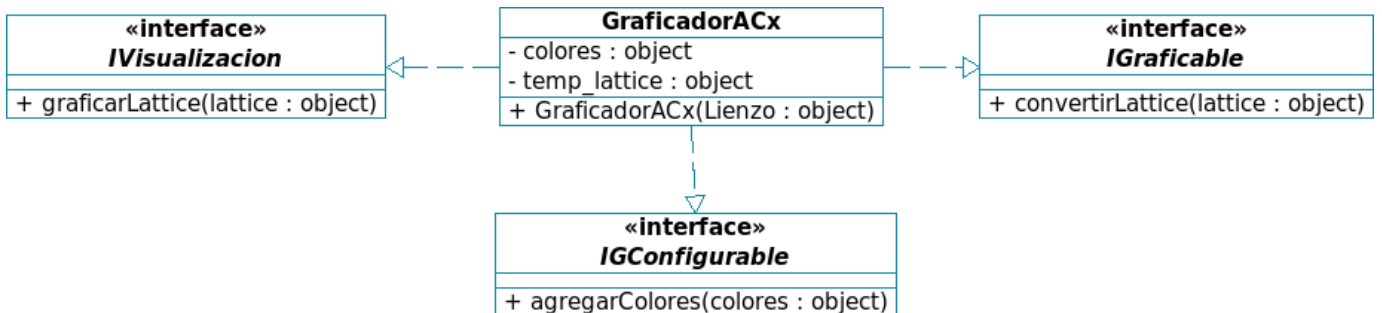 «interface»
IVisualizacion
+ graficarLattice(lattice : object)
GraficadorACx
- colores : object
- temp_lattice : object
+ GraficadorACx(Lienzo : object)
«interface»
IGraficable
+ convertirLattice(lattice : object)
«interface»
IGConfigurable
+ agregarColores(colores : object)